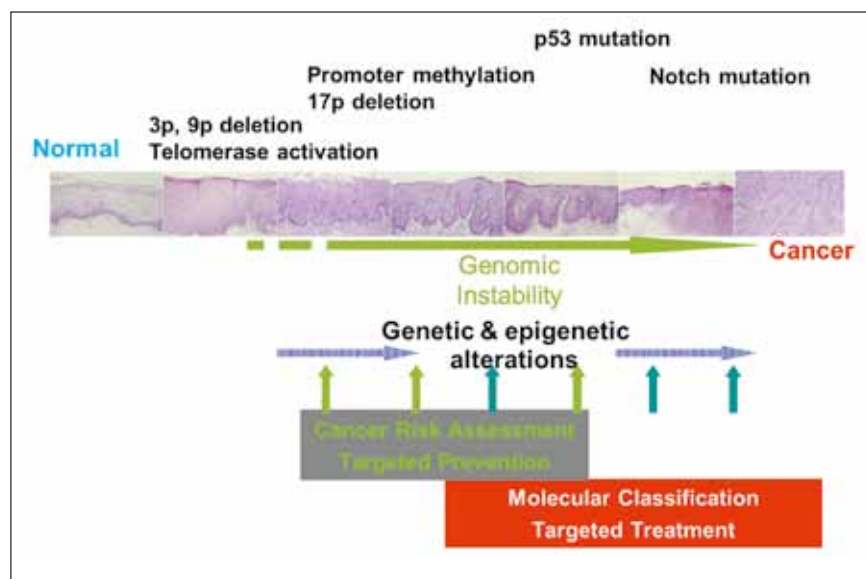 p53 mutation
Promoter methylation
17p deletion
Notch mutation
3p, 9p deletion
Telomerase activation
Normal
Cancer
Genomic
Instability
Genetic & epigenetic
alterations
Cancer Risk Assessment
Targeted Prevention
Molecular Classification
Targeted Treatment